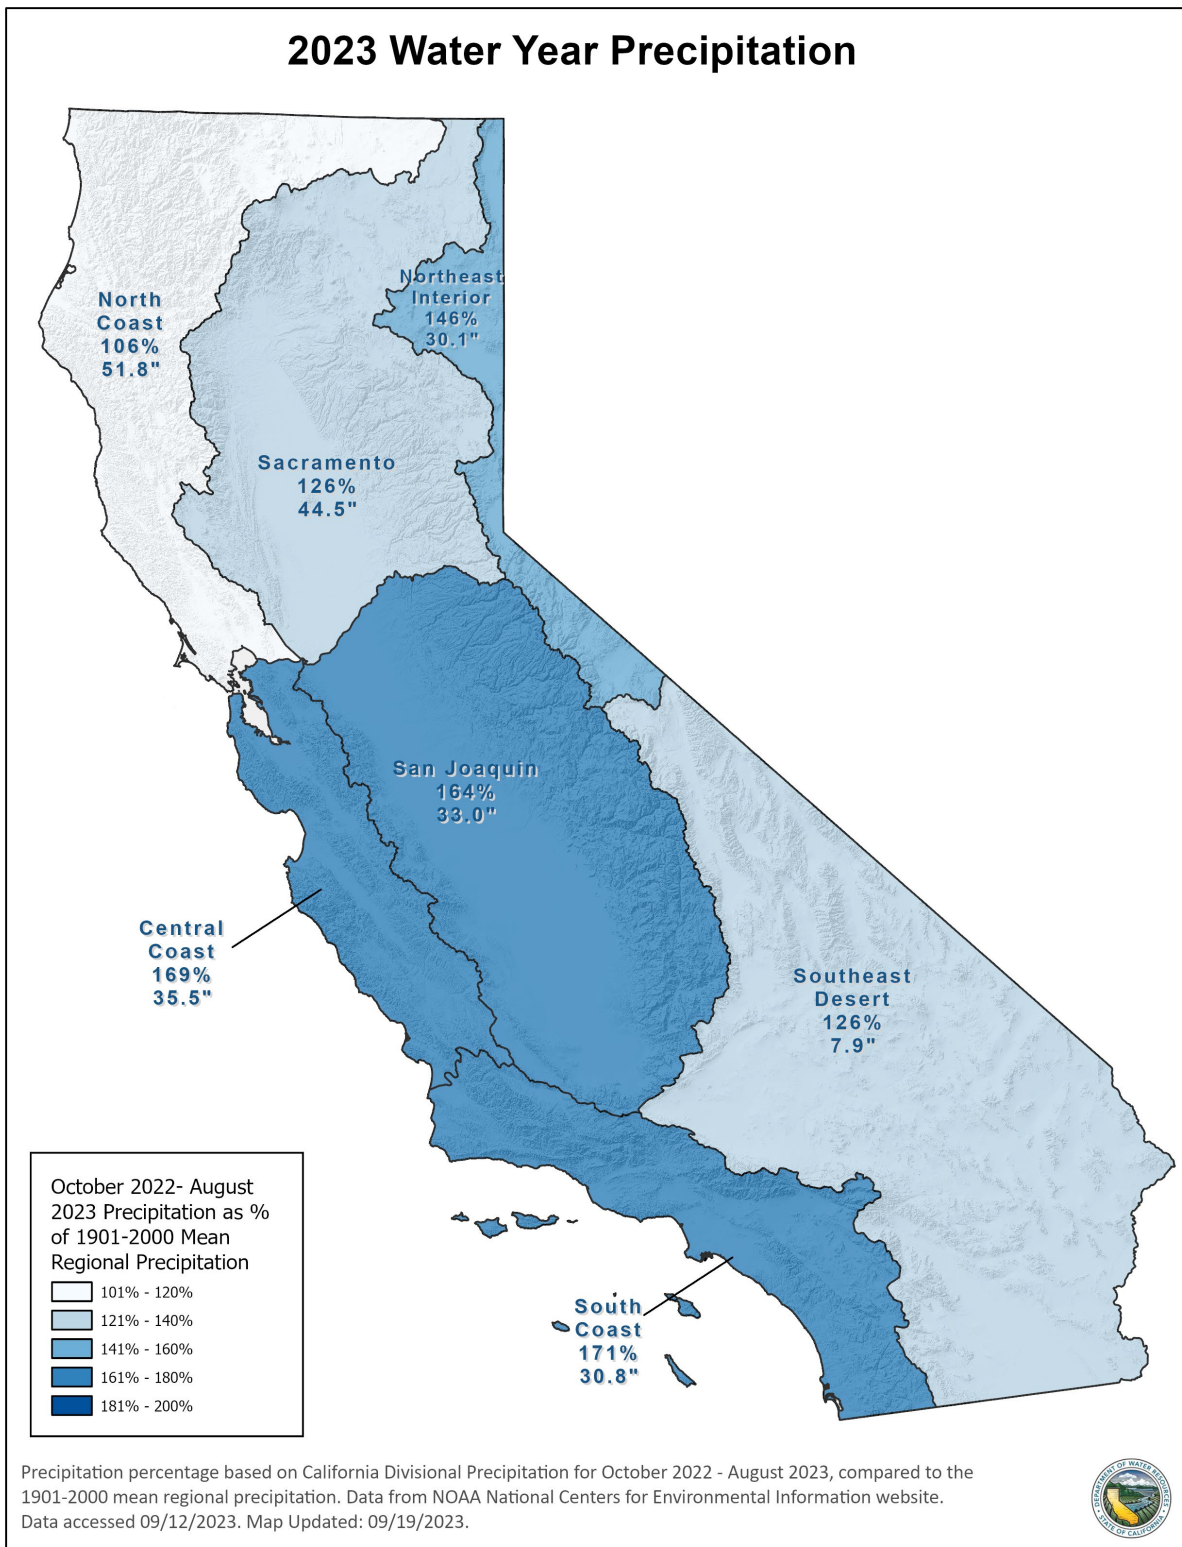 2023 Water Year Precipitation
North
Coast
106%
51.8"
Northeast
Interior
146%
30.1"
Sacramento
126%
44.5"
San Joaquin
164%
33.0"
Central
Coast
169%
35.5"
Southeast
Desert
126%
7.9"
South
Coast
171%
30.8"
October 2022- August
2023 Precipitation as %
of 1901-2000 Mean
Regional Precipitation
101% - 120%
121% - 140%
141% - 160%
161% - 180%
181% - 200%
Precipitation percentage based on California Divisional Precipitation for October 2022 - August 2023, compared to the
1901-2000 mean regional precipitation. Data from NOAA National Centers for Environmental Information website.
Data accessed 09/12/2023. Map Updated: 09/19/2023.
DEPARTMENT OF WATER RESOURCES
STATE OF CALIFORNIA